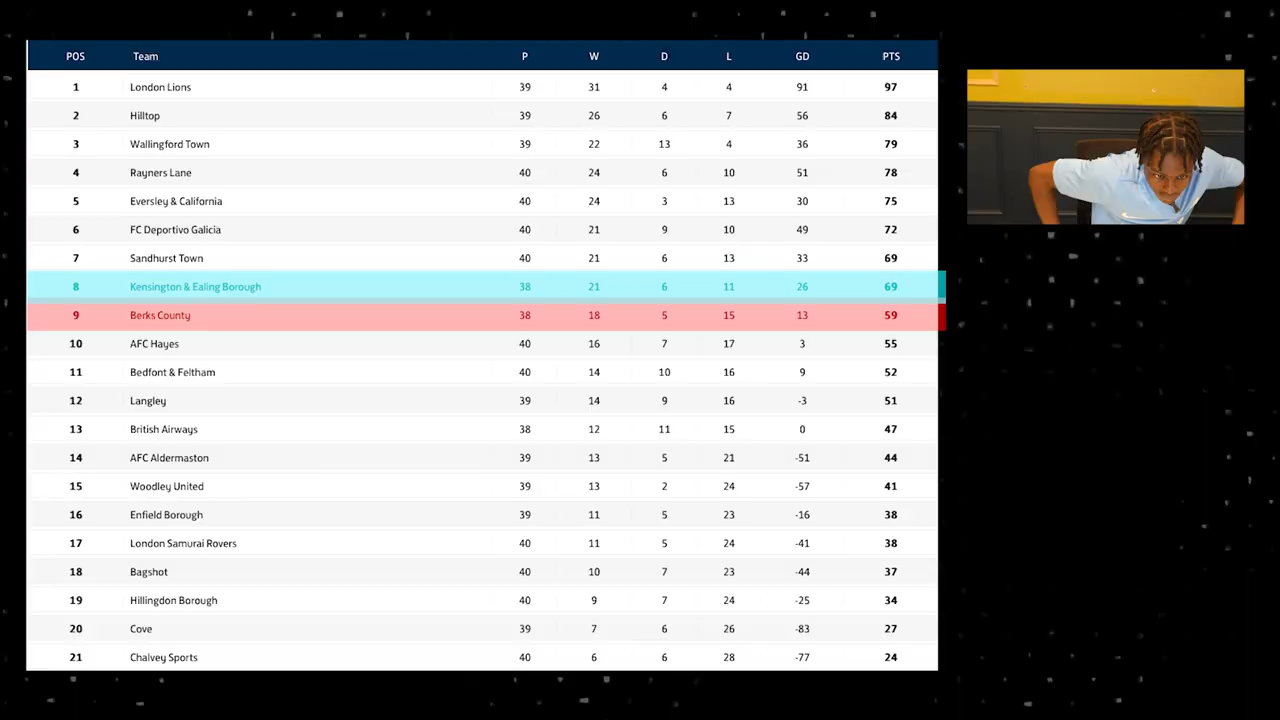 POS Team P W D L GD PTS
1 London Lions 39 31 4 4 91 97
2 Hilltop 39 26 6 7 56 84
3 Wallingford Town 39 22 13 4 36 79
4 Rayners Lane 40 24 6 10 51 78
5 Eversley & California 40 24 3 13 30 75
6 FC Deportivo Galicia 40 21 9 10 49 72
7 Sandhurst Town 40 21 6 13 33 69
8 Kensington & Ealing Borough 38 21 6 11 26 69
9 Berks County 38 18 5 15 13 59
10 AFC Hayes 40 16 7 17 3 55
11 Bedfont & Feltham 40 14 10 16 9 52
12 Langley 39 14 9 16 -3 51
13 British Airways 38 12 11 15 0 47
14 AFC Aldermaston 39 13 5 21 -51 44
15 Woodley United 39 13 2 24 -57 41
16 Enfield Borough 39 11 5 23 -16 38
17 London Samurai Rovers 40 11 5 24 -41 38
18 Bagshot 40 10 7 23 -44 37
19 Hillingdon Borough 40 9 7 24 -25 34
20 Cove 39 7 6 26 -83 27
21 Chalvey Sports 40 6 6 28 -77 24